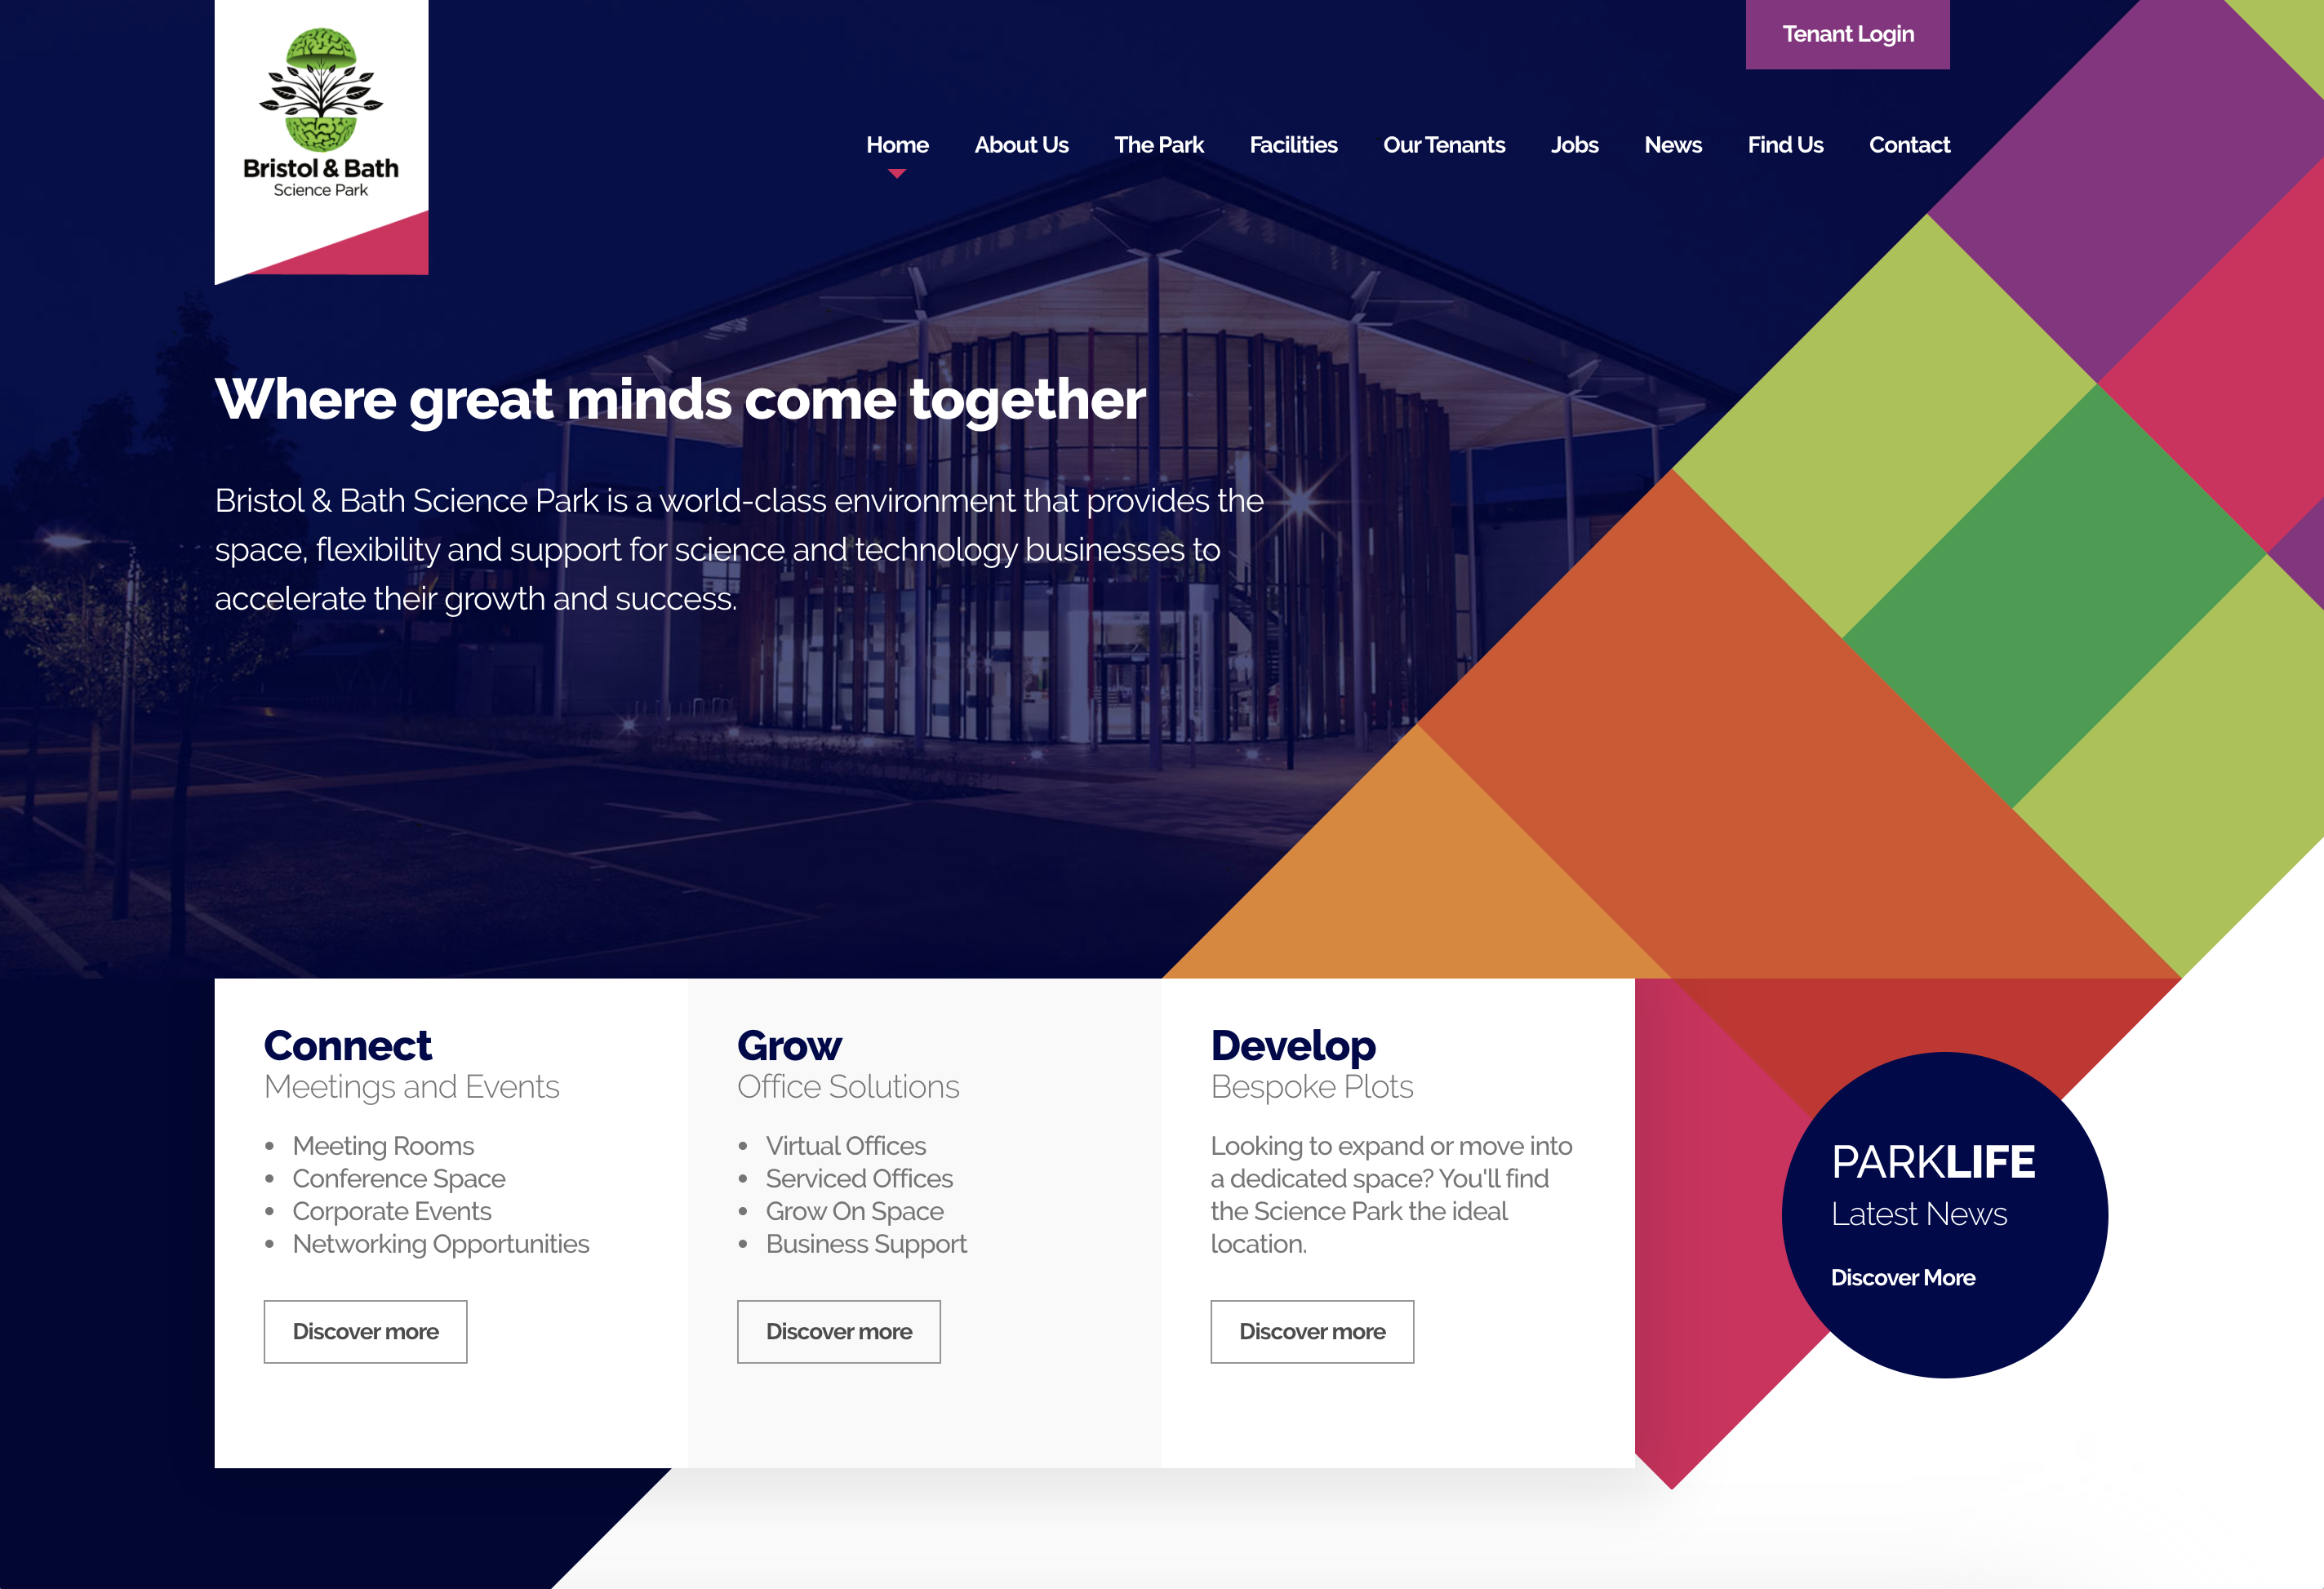 Tenant Login
Bristol & Bath
Science Park
Home About Us The Park Facilities Our Tenants Jobs News Find Us Contact
Where great minds come together
Bristol & Bath Science Park is a world-class environment that provides the
space, flexibility and support for science and technology businesses to
accelerate their growth and success.
Connect
Meetings and Events
• Meeting Rooms
• Conference Space
• Corporate Events
• Networking Opportunities
Discover more
Grow
Office Solutions
• Virtual Offices
• Serviced Offices
• Grow On Space
• Business Support
Discover more
Develop
Bespoke Plots
Looking to expand or move into
a dedicated space? You'll find
the Science Park the ideal
location.
Discover more
PARKLIFE
Latest News
Discover More